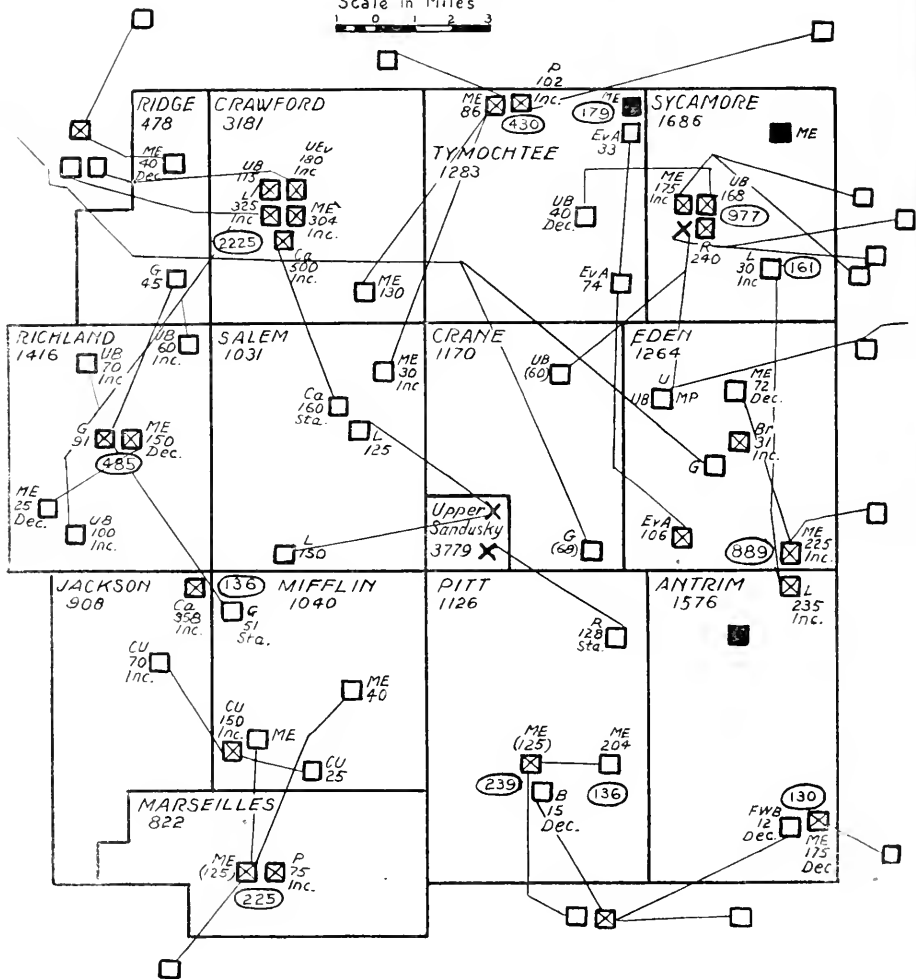 Scale in Miles
1 0 1 2 3
RIDGE
478
ME
40
Dec.
CRAWFORD
3181
UB
113
UEv
180
Inc
L
325
Inc
ME
304
Inc.
2225
Ca
500
Inc.
ME
130
G
45
UB
60
Inc.
TYMOCHTEE
1283
ME
86
P
102
Inc.
430
179
ME
EvA
33
UB
40
Dec.
EvA
74
SYCAMORE
1686
ME
ME
175
Inc
UB
168
977
R
240
L
30
Inc
161
RICHLAND
1416
UB
70
Inc
G
91
ME
150
Dec.
485
ME
25
Dec.
UB
100
Inc.
SALEM
1031
ME
30
Inc
Ca
160
Sta.
L
125
L
150
CRANE
1170
UB
(60)
Upper
Sandusky
3779
G
(68)
EDEN
1264
U
UB MP
ME
72
Dec.
Br
31
Inc.
G
EvA
106
889
ME
225
Inc.
JACKSON
908
Ca
358
Inc.
CU
70
Inc.
136
MIFFLIN
1040
G
51
Sta.
ME
40
CU
150
Inc.
ME
CU
25
PITT
1126
R
128
Sta.
ME
(125)
ME
204
239
B
15
Dec.
136
ANTRIM
1576
L
235
Inc.
130
FWB
12
Dec.
ME
175
Dec
MARSEILLES
822
ME
(125)
P
75
Inc.
225